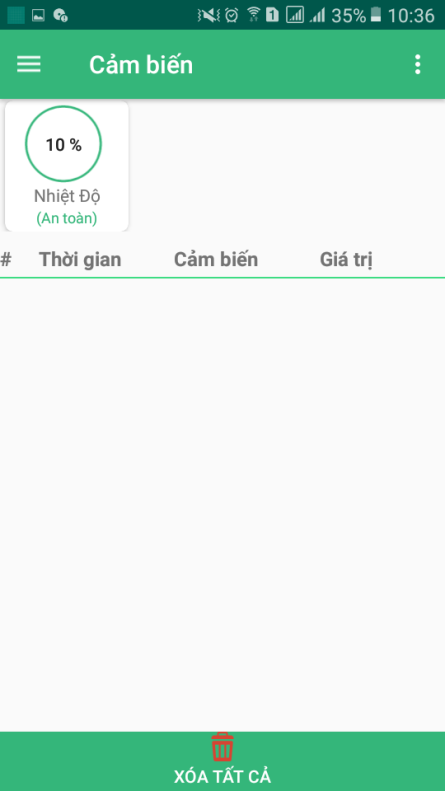 35% 10:36
Cảm biến
10 %
Nhiệt Độ
(An toàn)
# Thời gian Cảm biến Giá trị
XÓA TẤT CẢ